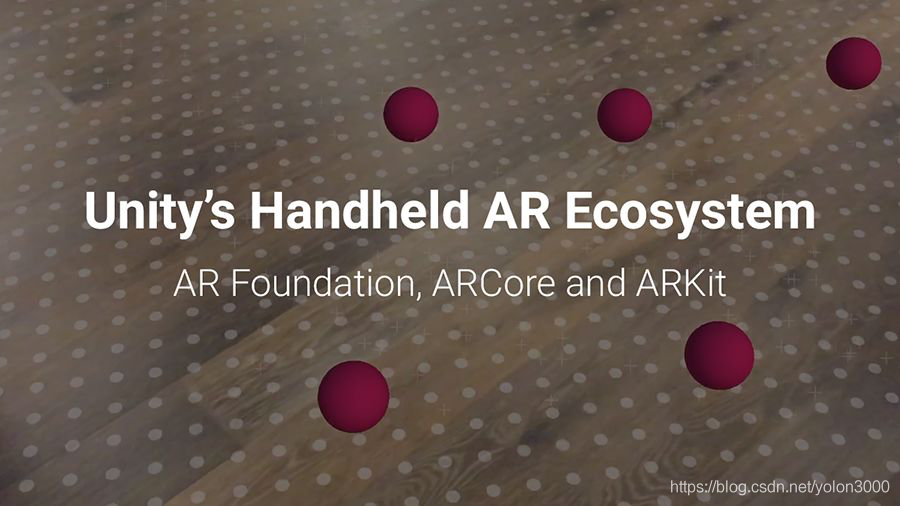 Unity’s Handheld AR Ecosystem
AR Foundation, ARCore and ARKit
https://blog.csdn.net/yolon3000